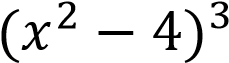 (x² − 4)³